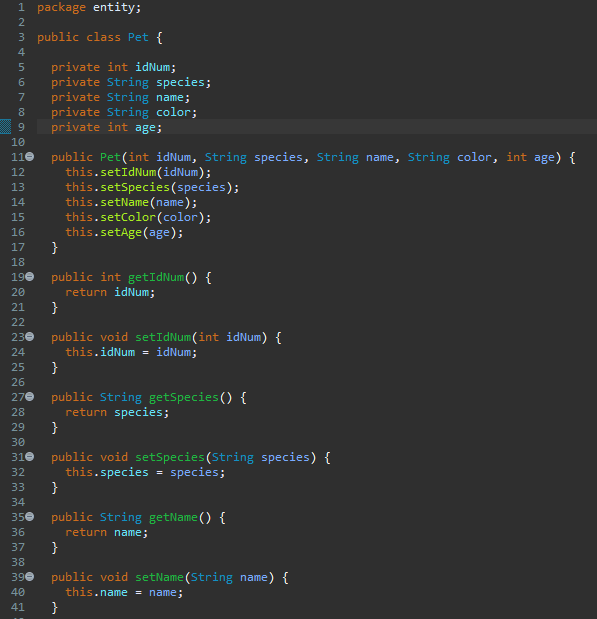 1 package entity;
2
3 public class Pet {
4
5   private int idNum;
6   private String species;
7   private String name;
8   private String color;
9   private int age;
10
11   public Pet(int idNum, String species, String name, String color, int age) {
12     this.setIdNum(idNum);
13     this.setSpecies(species);
14     this.setName(name);
15     this.setColor(color);
16     this.setAge(age);
17   }
18
19   public int getIdNum() {
20     return idNum;
21   }
22
23   public void setIdNum(int idNum) {
24     this.idNum = idNum;
25   }
26
27   public String getSpecies() {
28     return species;
29   }
30
31   public void setSpecies(String species) {
32     this.species = species;
33   }
34
35   public String getName() {
36     return name;
37   }
38
39   public void setName(String name) {
40     this.name = name;
41   }